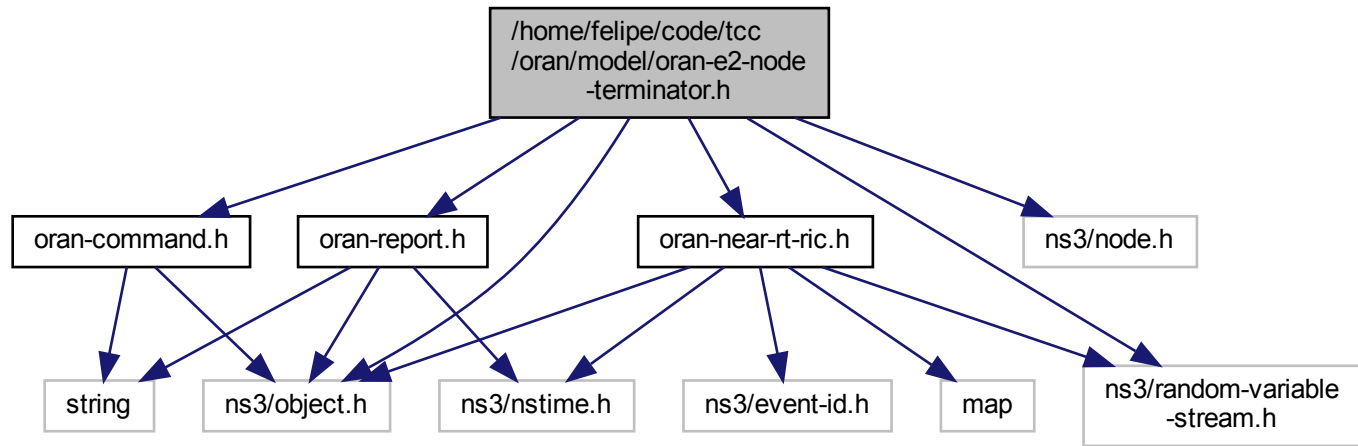 /home/felipe/code/tcc
/oran/model/oran-e2-node
-terminator.h
oran-command.h
oran-report.h
oran-near-rt-ric.h
ns3/node.h
string
ns3/object.h
ns3/nstime.h
ns3/event-id.h
map
ns3/random-variable
-stream.h